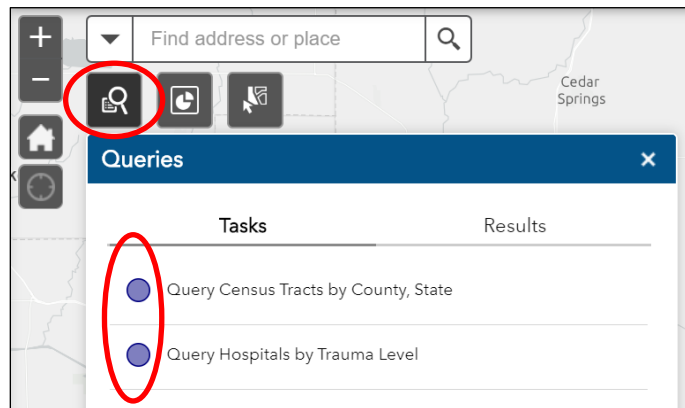 +
Find address or place
−
Cedar
Springs
Queries ×
Tasks Results
Query Census Tracts by County, State
Query Hospitals by Trauma Level